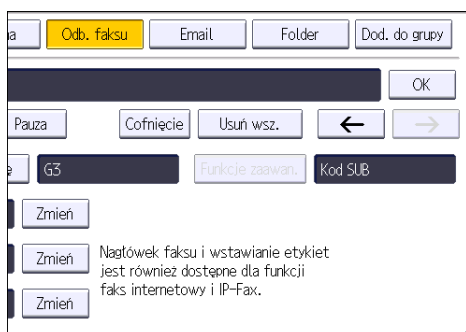 na Odb. faksu Email Folder Dod. do grupy
OK
Pauza Cofnięcie Usuń wsz. ← →
ę G3 Funkcje zaawan. Kod SUB
Zmień
Zmień Nagłówek faksu i wstawianie etykiet
jest również dostępne dla funkcji
faks internetowy i IP-Fax.
Zmień